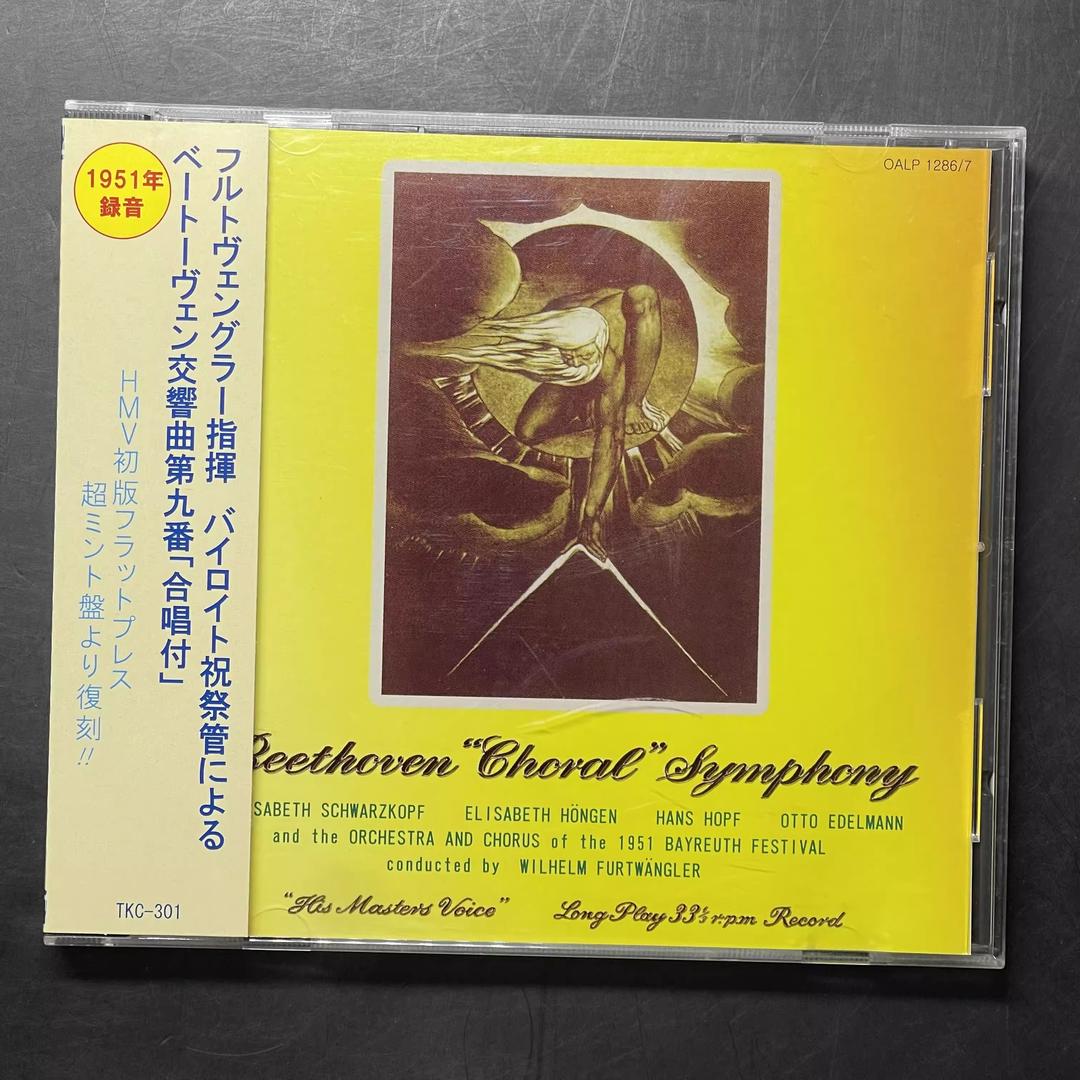 1951年
録音
フルトヴェングラー指揮 バイロイト祝祭管による
ベートーヴェン交響曲第九番「合唱付」
HMV初版フラットプレス
超ミント盤より復刻!!
TKC-301
OALP 1286/7
Beethoven "Choral" Symphony
SABETH SCHWARZKOPF ELISABETH HÖNGEN HANS HOPF OTTO EDELMANN
and the ORCHESTRA AND CHORUS of the 1951 BAYREUTH FESTIVAL
conducted by WILHELM FURTWÄNGLER
"His Masters Voice" Long Play 33⅓ r.p.m Record